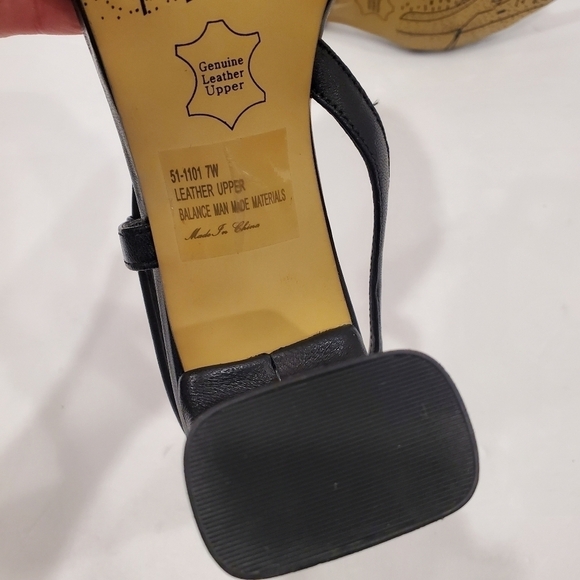 Genuine
Leather
Upper
51-1101 7W
LEATHER UPPER
BALANCE MAN MADE MATERIALS
Made In China